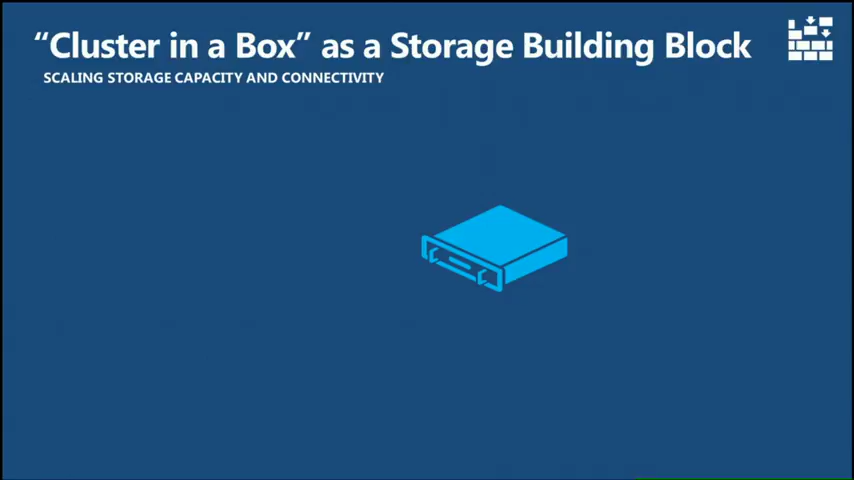 “Cluster in a Box” as a Storage Building Block
SCALING STORAGE CAPACITY AND CONNECTIVITY